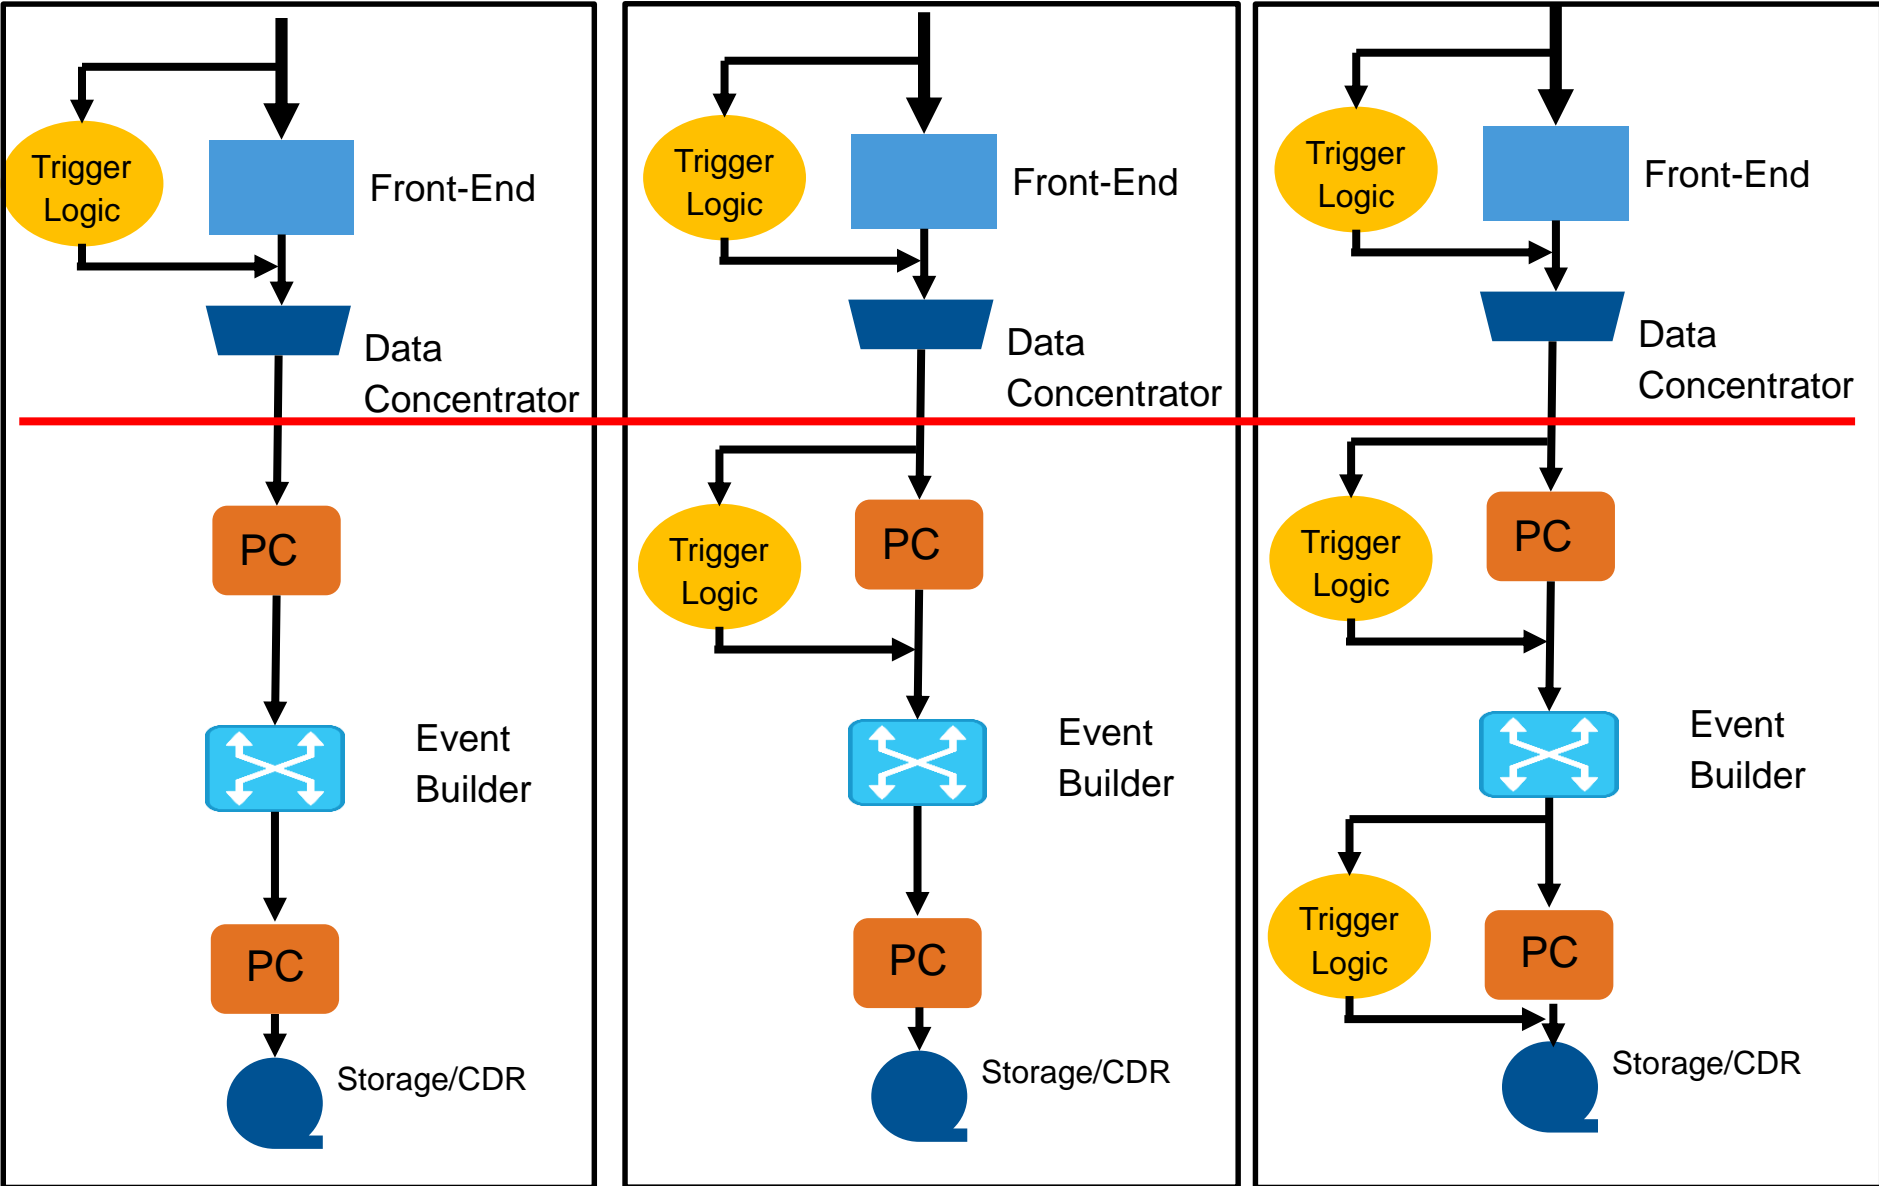 Trigger
Logic
Front-End
Data
Concentrator
PC
Event
Builder
PC
Storage/CDR
Trigger
Logic
Front-End
Data
Concentrator
Trigger
Logic
PC
Event
Builder
PC
Storage/CDR
Trigger
Logic
Front-End
Data
Concentrator
Trigger
Logic
PC
Event
Builder
Trigger
Logic
PC
Storage/CDR